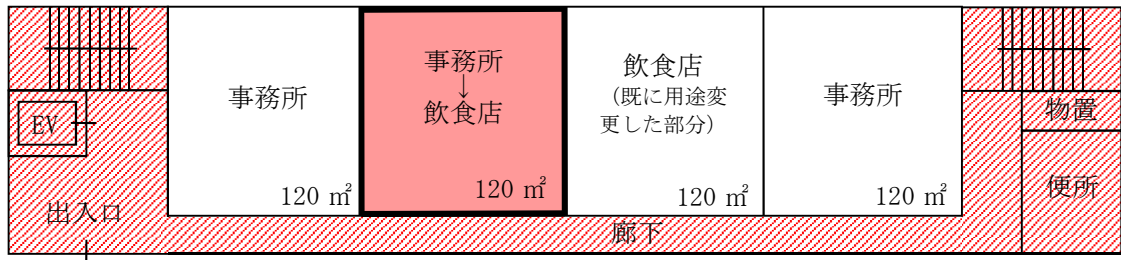 事務所
120 ㎡
事務所
↓
飲食店
120 ㎡
飲食店
（既に用途変
更した部分）
120 ㎡
事務所
120 ㎡
EV
出入口
廊下
物置
便所